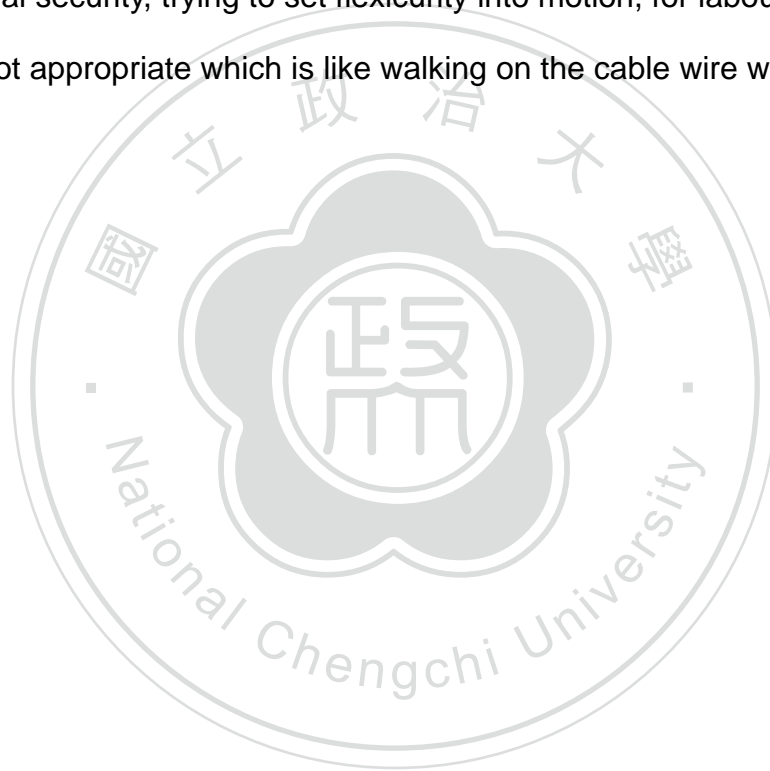 al security, trying to set flexicurity into motion, for labou
ot appropriate which is like walking on the cable wire w
國立政治大學
政
National Chengchi University